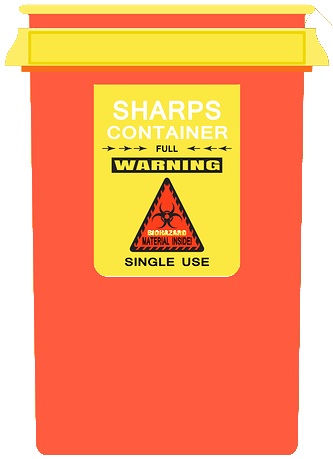 SHARPS
CONTAINER
FULL
WARNING
BIOHAZARD
MATERIAL INSIDE!
SINGLE USE